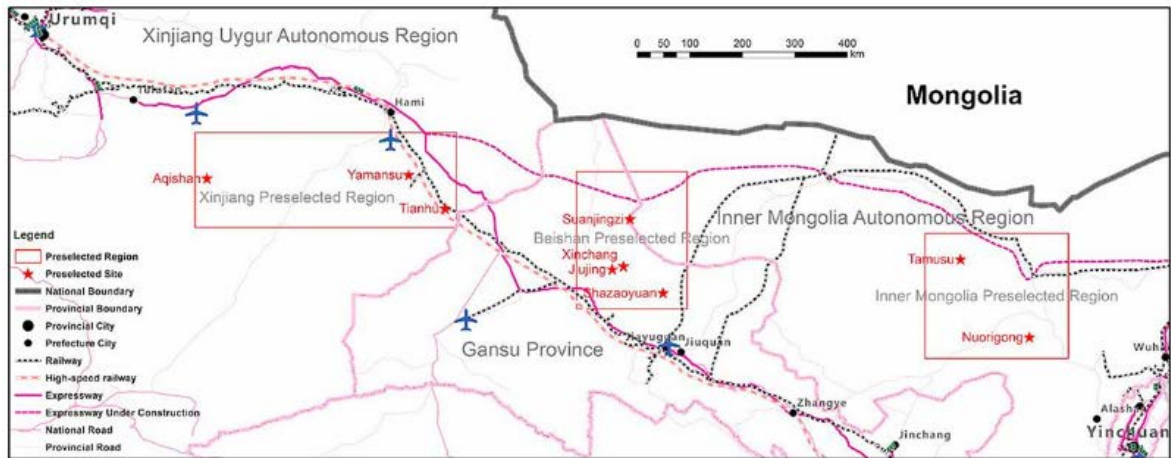 Urumqi
Xinjiang Uygur Autonomous Region
0 50 100 200 300 400
km
Mongolia
Turpan
Hami
Aqishan
Yamansu
Xinjiang Preselected Region
Tianhu
Suanjingzi
Inner Mongolia Autonomous Region
Beishan Preselected Region
Xinchang
Jiujing
Tamusu
Shazaoyuan
Inner Mongolia Preselected Region
Gansu Province
Jiayuguan
Jiuquan
Nuorigong
Wuha
Zhangye
Alasha
Yinchuan
Jinchang
Legend
Preselected Region
Preselected Site
National Boundary
Provincial Boundary
Provincial City
Prefecture City
Railway
High-speed railway
Expressway
Expressway Under Construction
National Road
Provincial Road